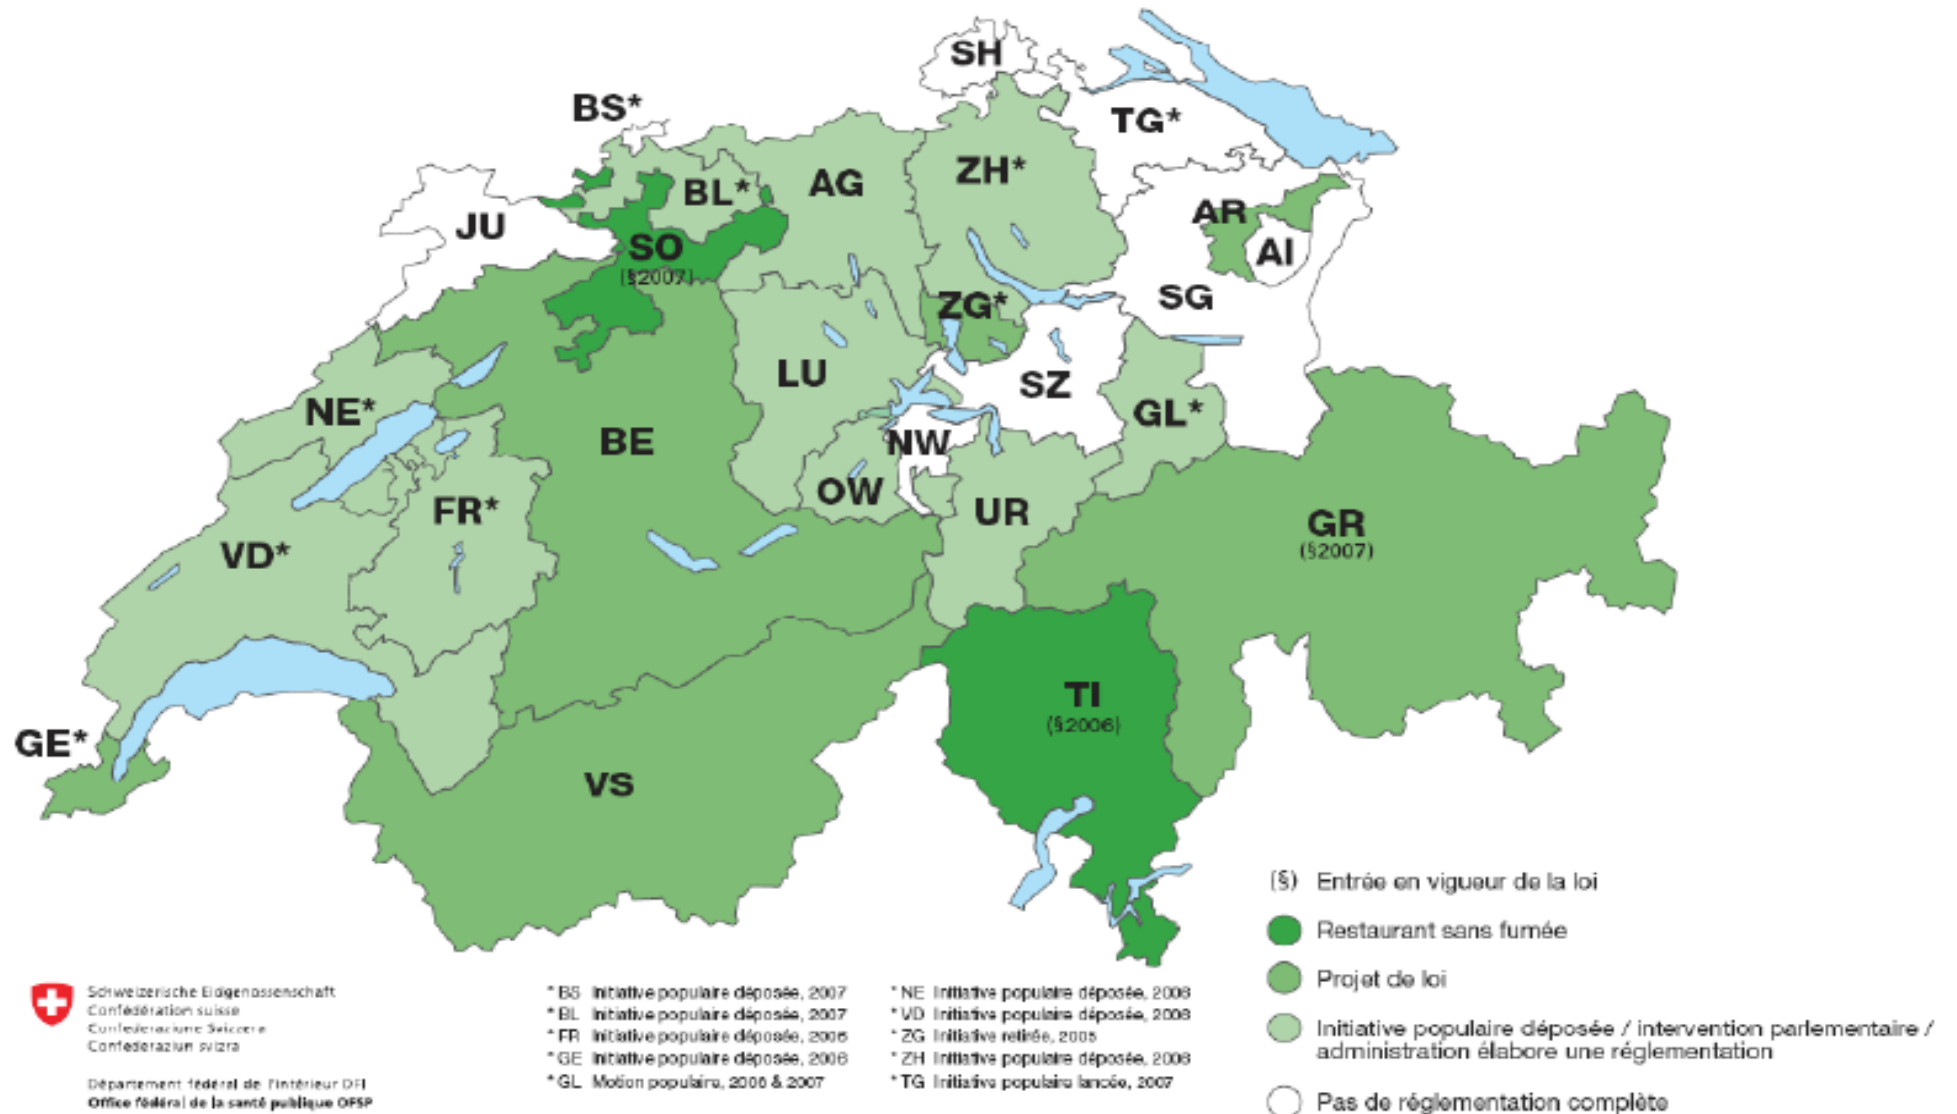 SH
BS*
TG*
ZH*
AG
BL*
JU
AR
SO
(§2007)
AI
SG
ZG*
LU
SZ
NE*
GL*
BE
NW
OW
FR*
UR
GR
(§2007)
VD*
TI
(§2006)
GE*
VS
(§) Entrée en vigueur de la loi
Restaurant sans fumée
Projet de loi
Initiative populaire déposée / intervention parlementaire /
administration élabore une réglementation
Pas de réglementation complète
Schweizerische Eidgenossenschaft
Confédération suisse
Confederazione Svizzera
Confederaziun svizra
Département fédéral de l'intérieur DFI
Office fédéral de la santé publique OFSP
* BS Initiative populaire déposée, 2007
* BL Initiative populaire déposée, 2007
* FR Initiative populaire déposée,
* GE Initiative populaire déposée, 2006
* GL Motion populaire, 2006 & 2007
* NE Initiative populaire déposée, 2006
* VD Initiative populaire déposée, 2006
* ZG Initiative retirée, 2005
* ZH Initiative populaire déposée, 2006
* TG Initiative populaire lancée, 2007